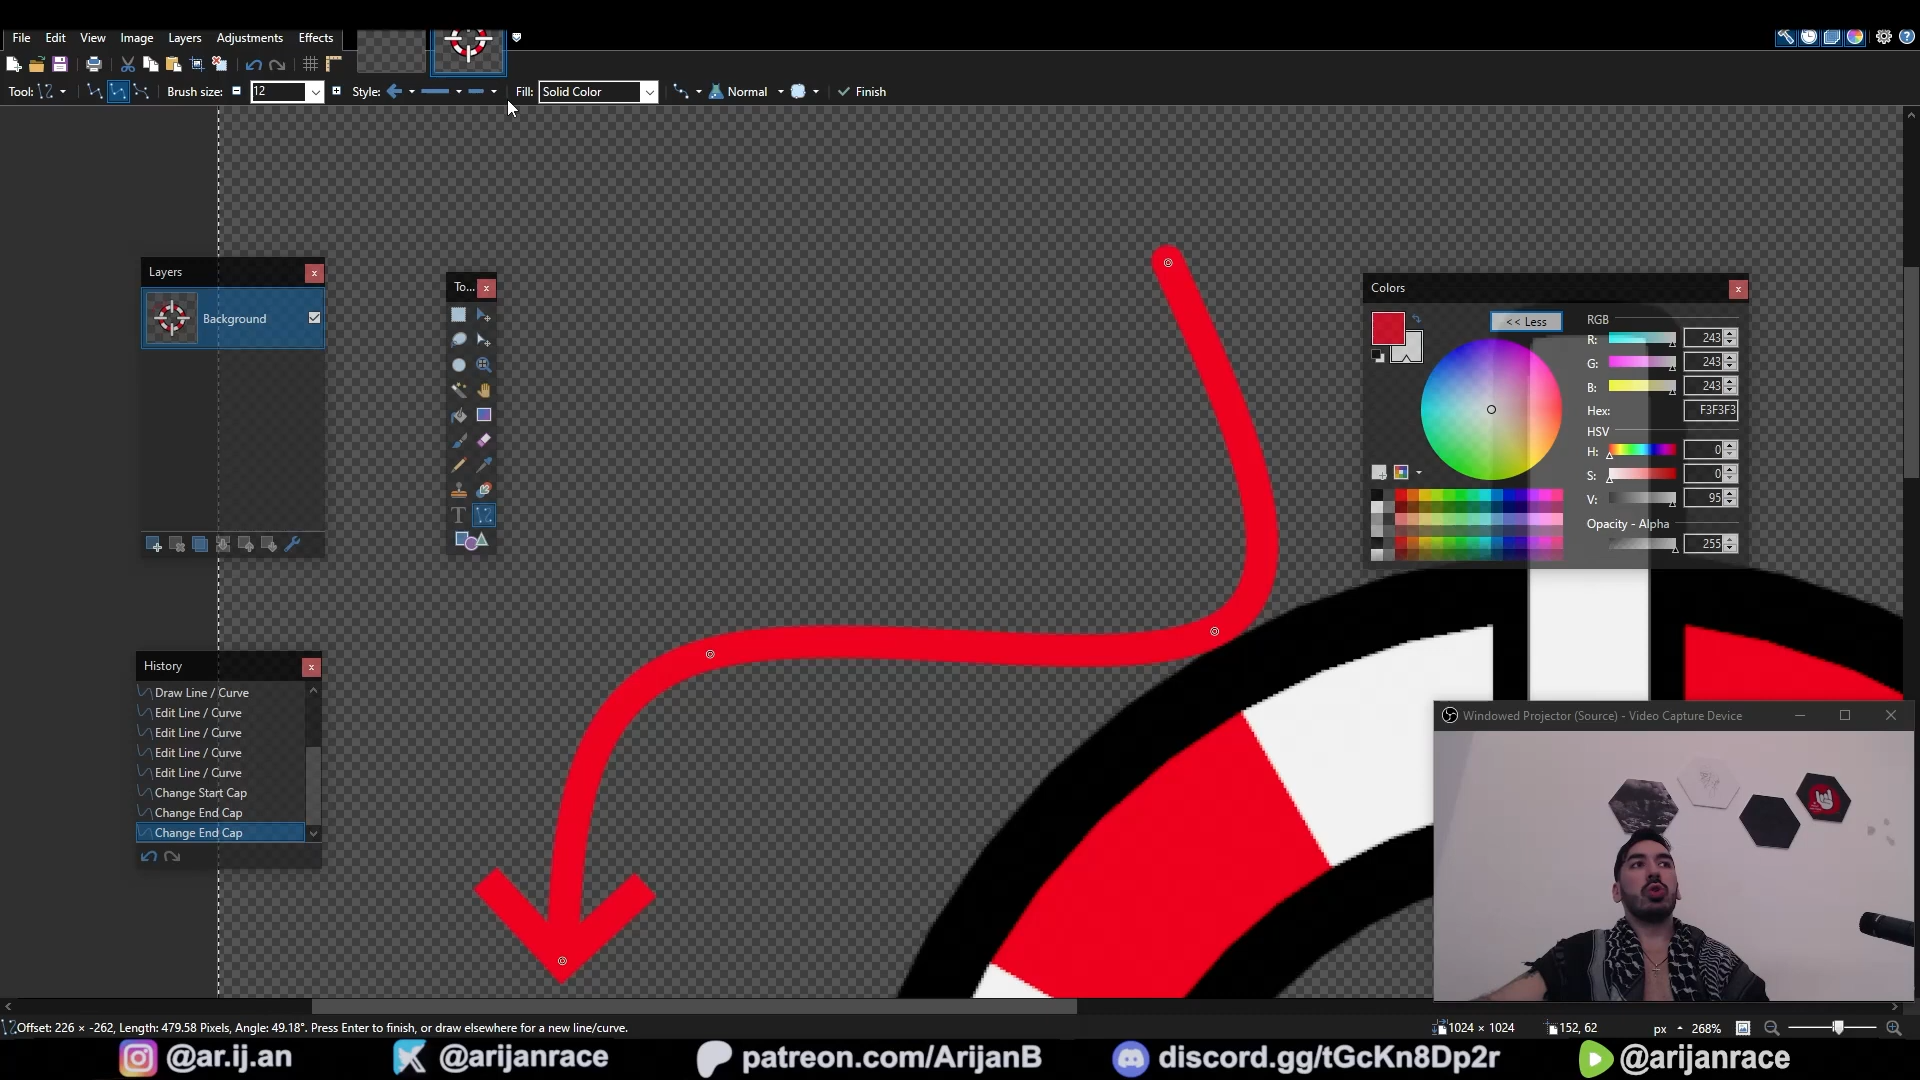 File Edit View Image Layers Adjustments Effects
Tool: Brush size: 12 Style: Fill: Solid Color Normal Finish
Layers
Background
To...
Colors
<< Less
RGB
R: 243
G: 243
B: 243
Hex: F3F3F3
HSV
H: 0
S: 0
V: 95
Opacity - Alpha
255
History
Draw Line / Curve
Edit Line / Curve
Edit Line / Curve
Edit Line / Curve
Edit Line / Curve
Change Start Cap
Change End Cap
Change End Cap
Windowed Projector (Source) - Video Capture Device
Offset: 226 × -262, Length: 479.58 Pixels, Angle: 49.18°. Press Enter to finish, or draw elsewhere for a new line/curve.
1024 × 1024 152, 62 px 268%
@ar.ij.an @arijanrace patreon.com/ArijanB discord.gg/tGcKn8Dp2r @arijanrace